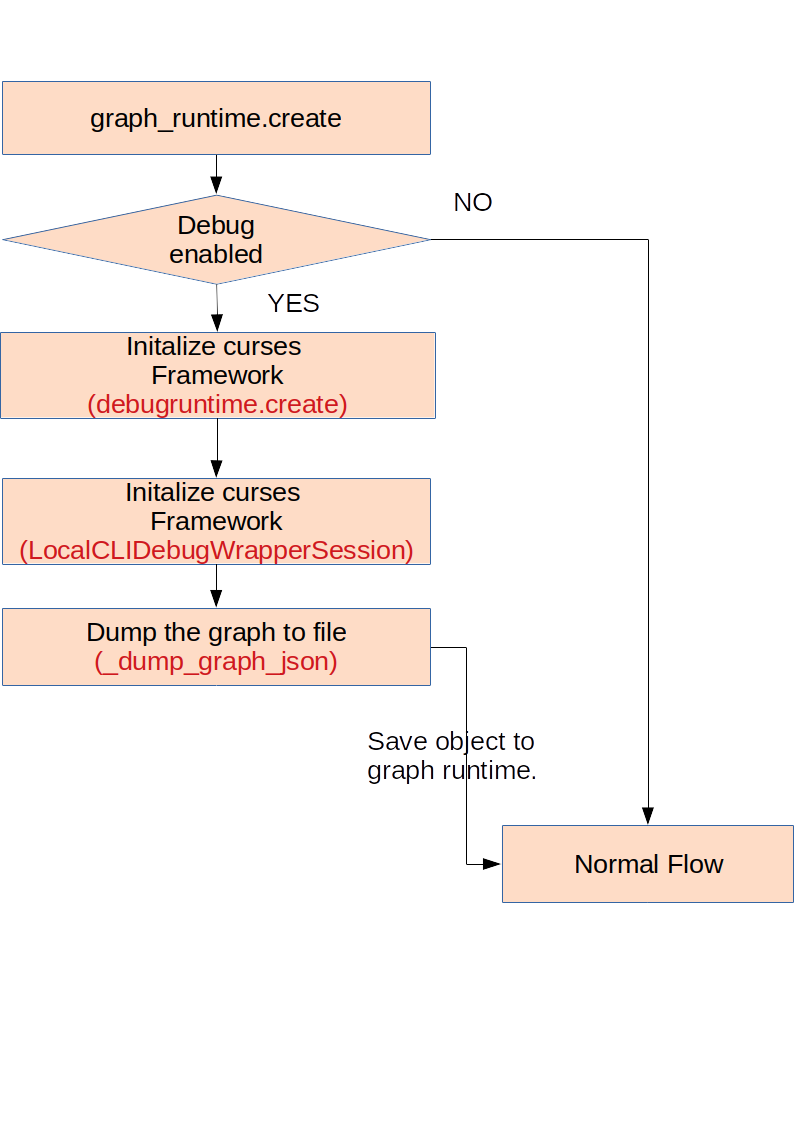 graph_runtime.create
NO
Debug
enabled
YES
Initalize curses
Framework
(debugruntime.create)
Initalize curses
Framework
(LocalCLIDebugWrapperSession)
Dump the graph to file
(_dump_graph_json)
Save object to
graph runtime.
Normal Flow